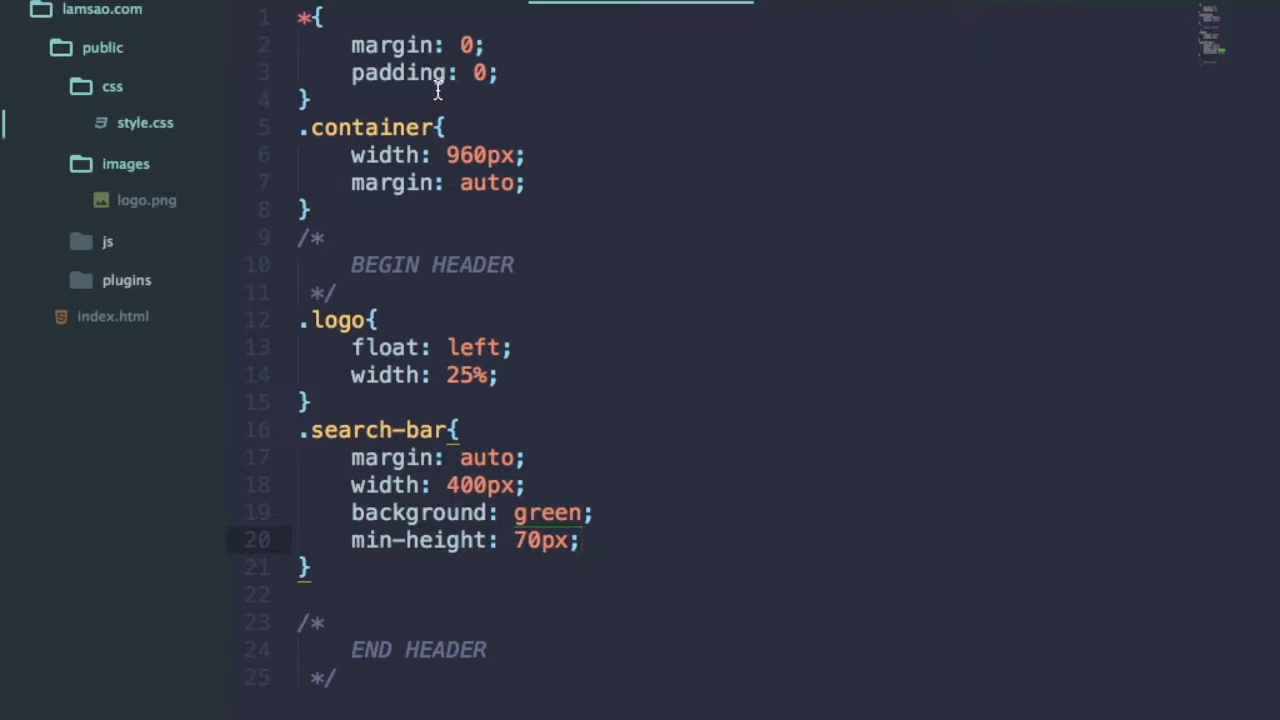 lamsao.com
public
css
style.css
images
logo.png
js
plugins
index.html
1 *{
2 margin: 0;
3 padding: 0;
4 }
5 .container{
6 width: 960px;
7 margin: auto;
8 }
9 /*
10 BEGIN HEADER
11 */
12 .logo{
13 float: left;
14 width: 25%;
15 }
16 .search-bar{
17 margin: auto;
18 width: 400px;
19 background: green;
20 min-height: 70px;
21 }
22
23 /*
24 END HEADER
25 */